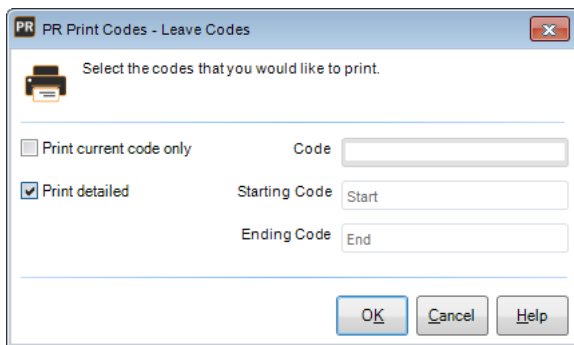 PR PR Print Codes - Leave Codes
Select the codes that you would like to print.
Print current code only Code
Print detailed Starting Code Start
Ending Code End
OK Cancel Help